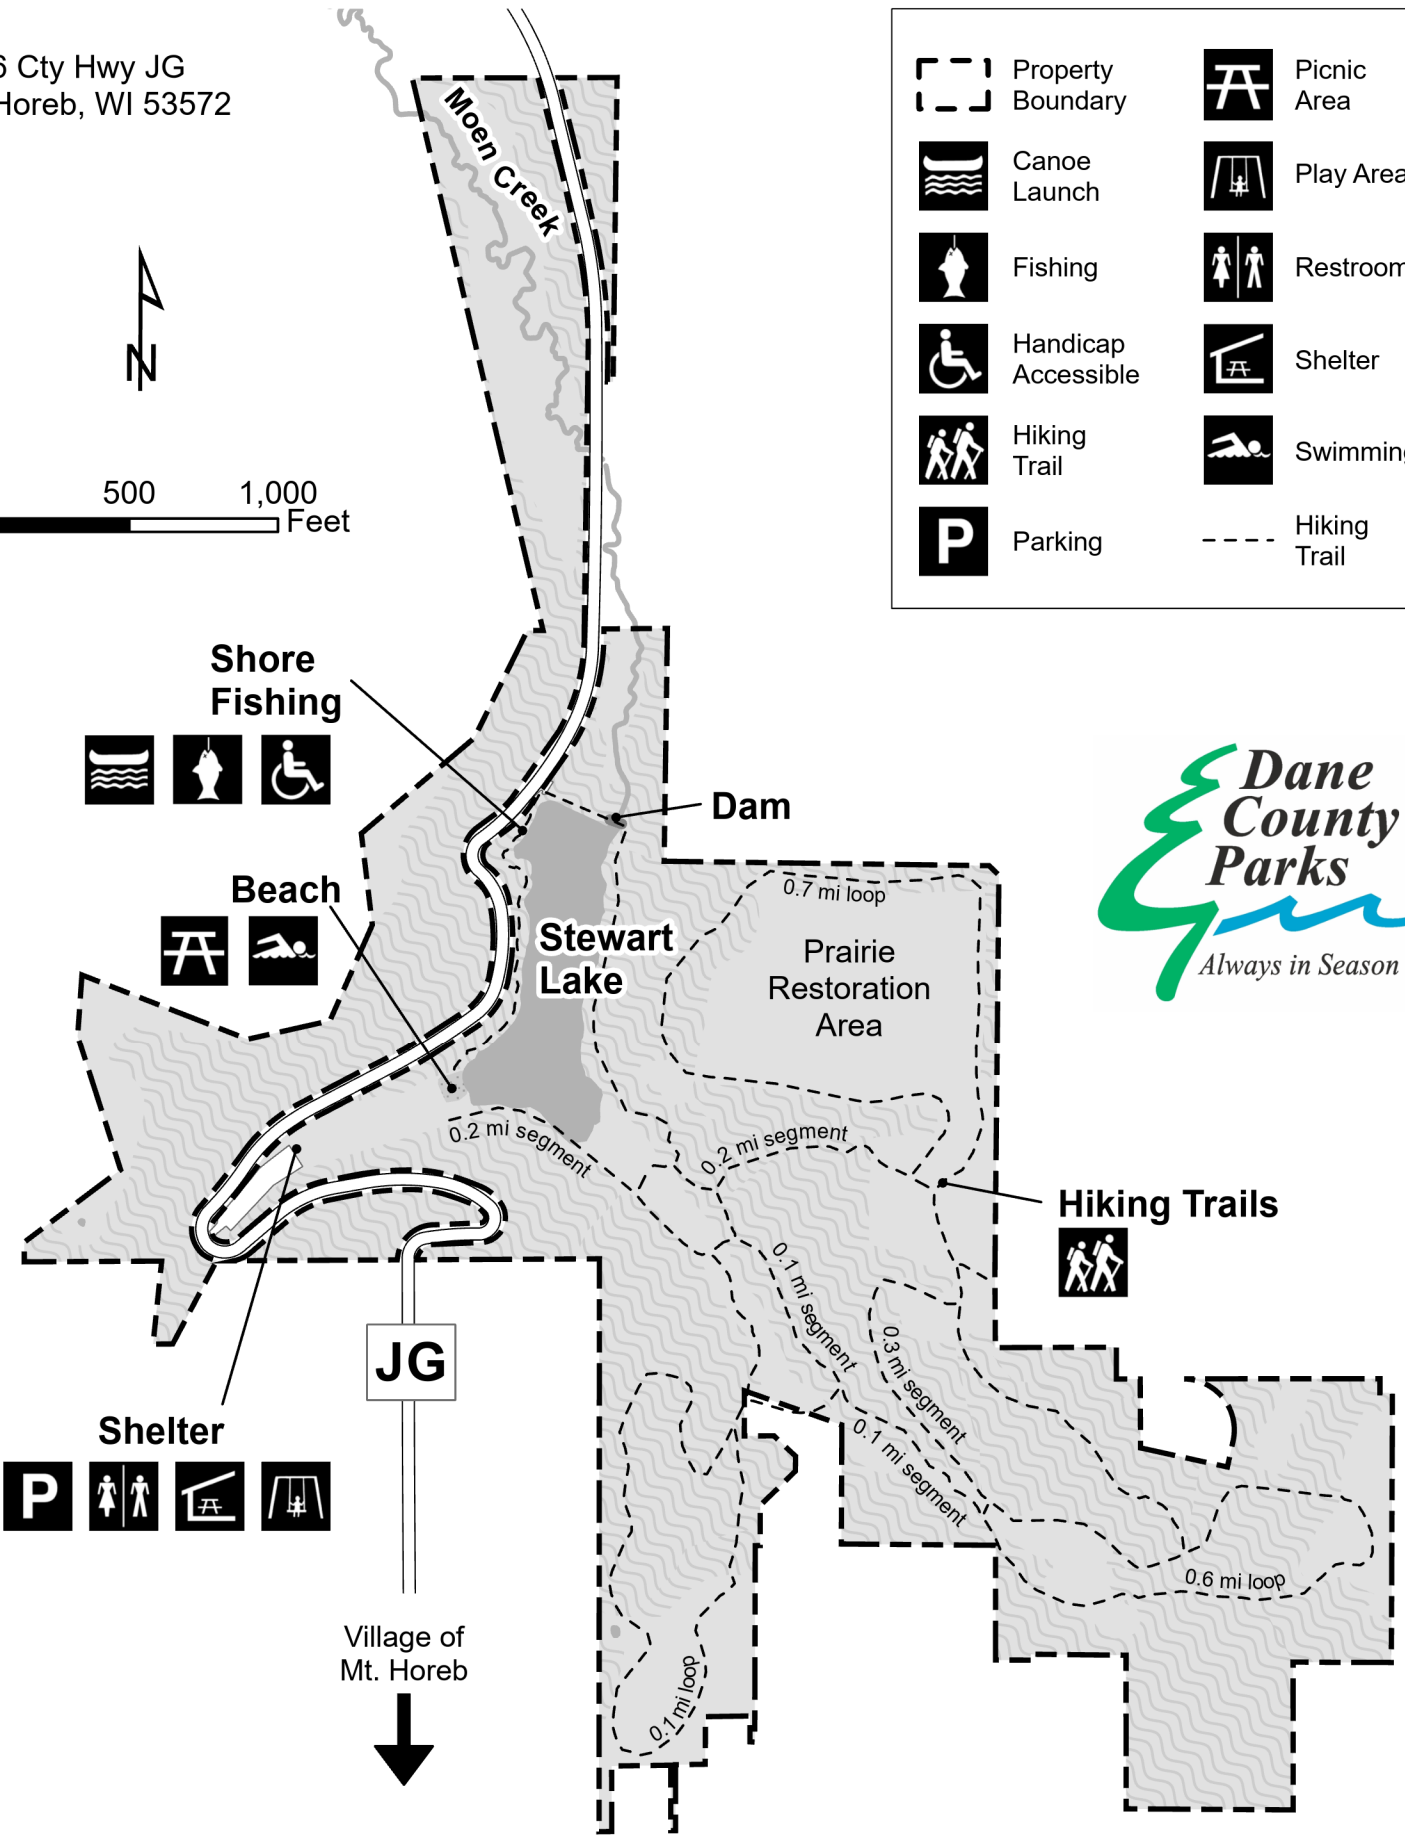 6 Cty Hwy JG
Horeb, WI 53572
N
500 1,000
Feet
Property
Boundary
Canoe
Launch
Fishing
Handicap
Accessible
Hiking
Trail
P
Parking
Picnic
Area
Play Area
Restroom
Shelter
Swimming
Hiking
Trail
Moen Creek
Shore
Fishing
Dam
Beach
Stewart
Lake
0.7 mi loop
Prairie
Restoration
Area
Dane
County
Parks
Always in Season
0.2 mi segment
0.2 mi segment
Hiking Trails
0.1 mi segment
0.3 mi segment
0.1 mi segment
0.6 mi loop
0.1 mi loop
JG
Shelter
P
Village of
Mt. Horeb